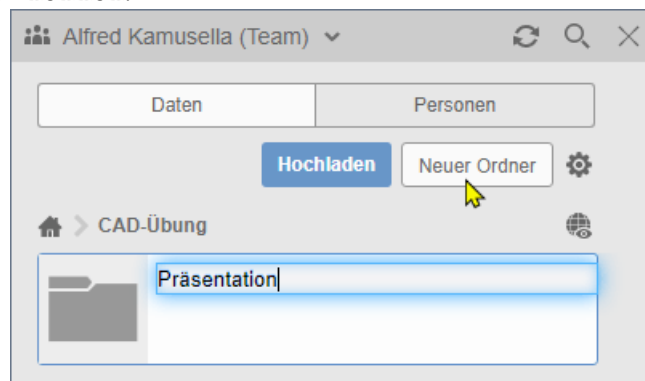 Alfred Kamusella (Team)
Daten Personen
Hochladen Neuer Ordner
CAD-Übung
Präsentation